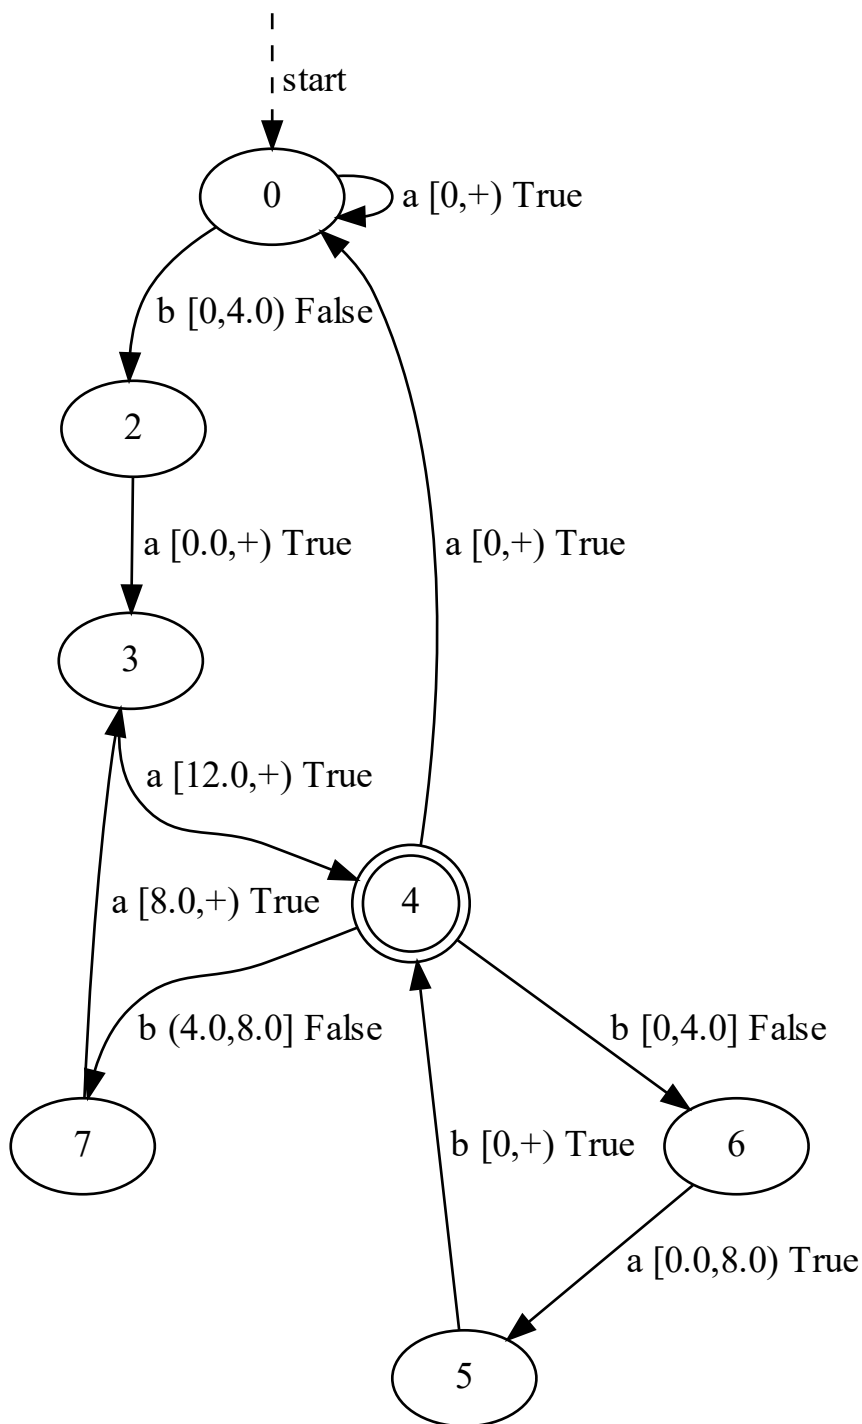 start
0
a [0,+) True
b [0,4.0) False
2
a [0.0,+) True
a [0,+) True
3
a [12.0,+) True
a [8.0,+) True
4
b (4.0,8.0] False
b [0,4.0] False
7
b [0,+) True
6
a [0.0,8.0) True
5